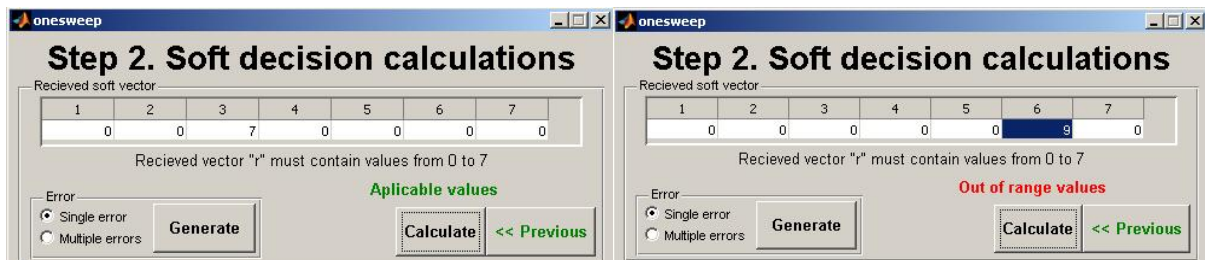 onesweep
Step 2. Soft decision calculations
Recieved soft vector
1 2 3 4 5 6 7
0 0 7 0 0 0 0
Recieved vector "r" must contain values from 0 to 7
Aplicable values
Error
Single error
Multiple errors
Generate
Calculate
<< Previous
onesweep
Step 2. Soft decision calculations
Recieved soft vector
1 2 3 4 5 6 7
0 0 0 0 0 9 0
Recieved vector "r" must contain values from 0 to 7
Out of range values
Error
Single error
Multiple errors
Generate
Calculate
<< Previous